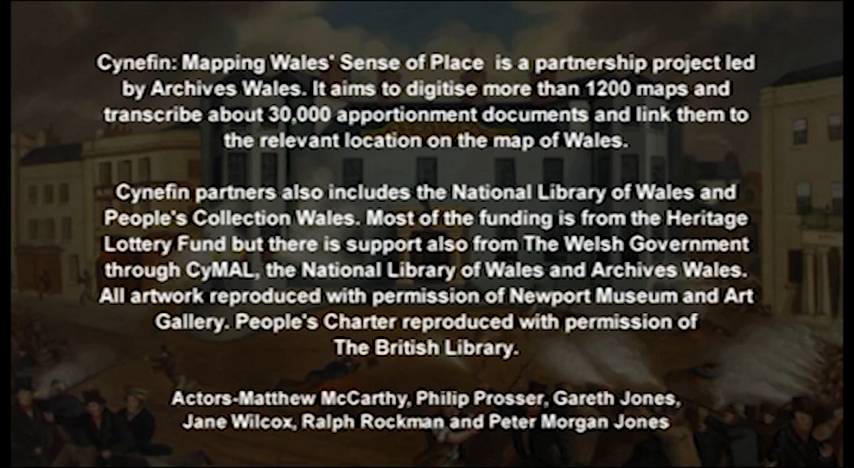 Cynefin: Mapping Wales' Sense of Place is a partnership project led
by Archives Wales. It aims to digitise more than 1200 maps and
transcribe about 30,000 apportionment documents and link them to
the relevant location on the map of Wales.
Cynefin partners also includes the National Library of Wales and
People's Collection Wales. Most of the funding is from the Heritage
Lottery Fund but there is support also from The Welsh Government
through CyMAL, the National Library of Wales and Archives Wales.
All artwork reproduced with permission of Newport Museum and Art
Gallery. People's Charter reproduced with permission of
The British Library.
Actors-Matthew McCarthy, Philip Prosser, Gareth Jones,
Jane Wilcox, Ralph Rockman and Peter Morgan Jones